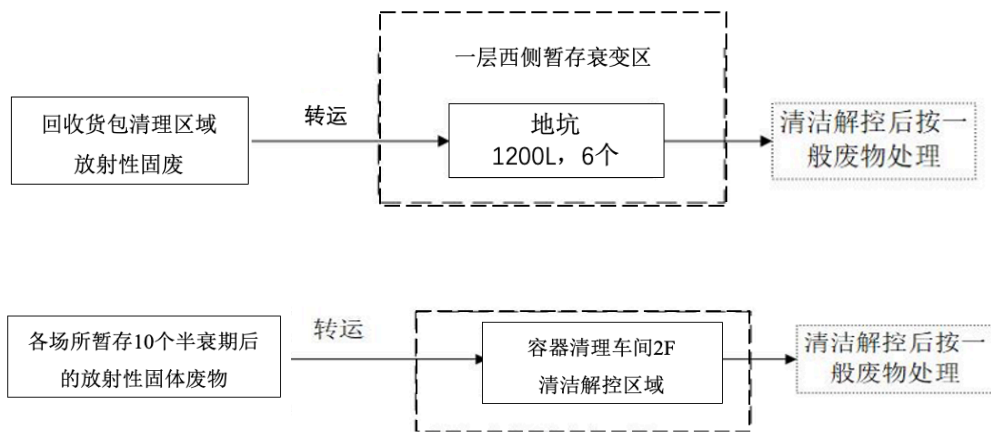 一层西侧暂存衰变区
回收货包清理区域
放射性固废
转运
地坑
1200L，6个
清洁解控后按一
般废物处理
各场所暂存10个半衰期后
的放射性固体废物
转运
容器清理车间2F
清洁解控区域
清洁解控后按一
般废物处理